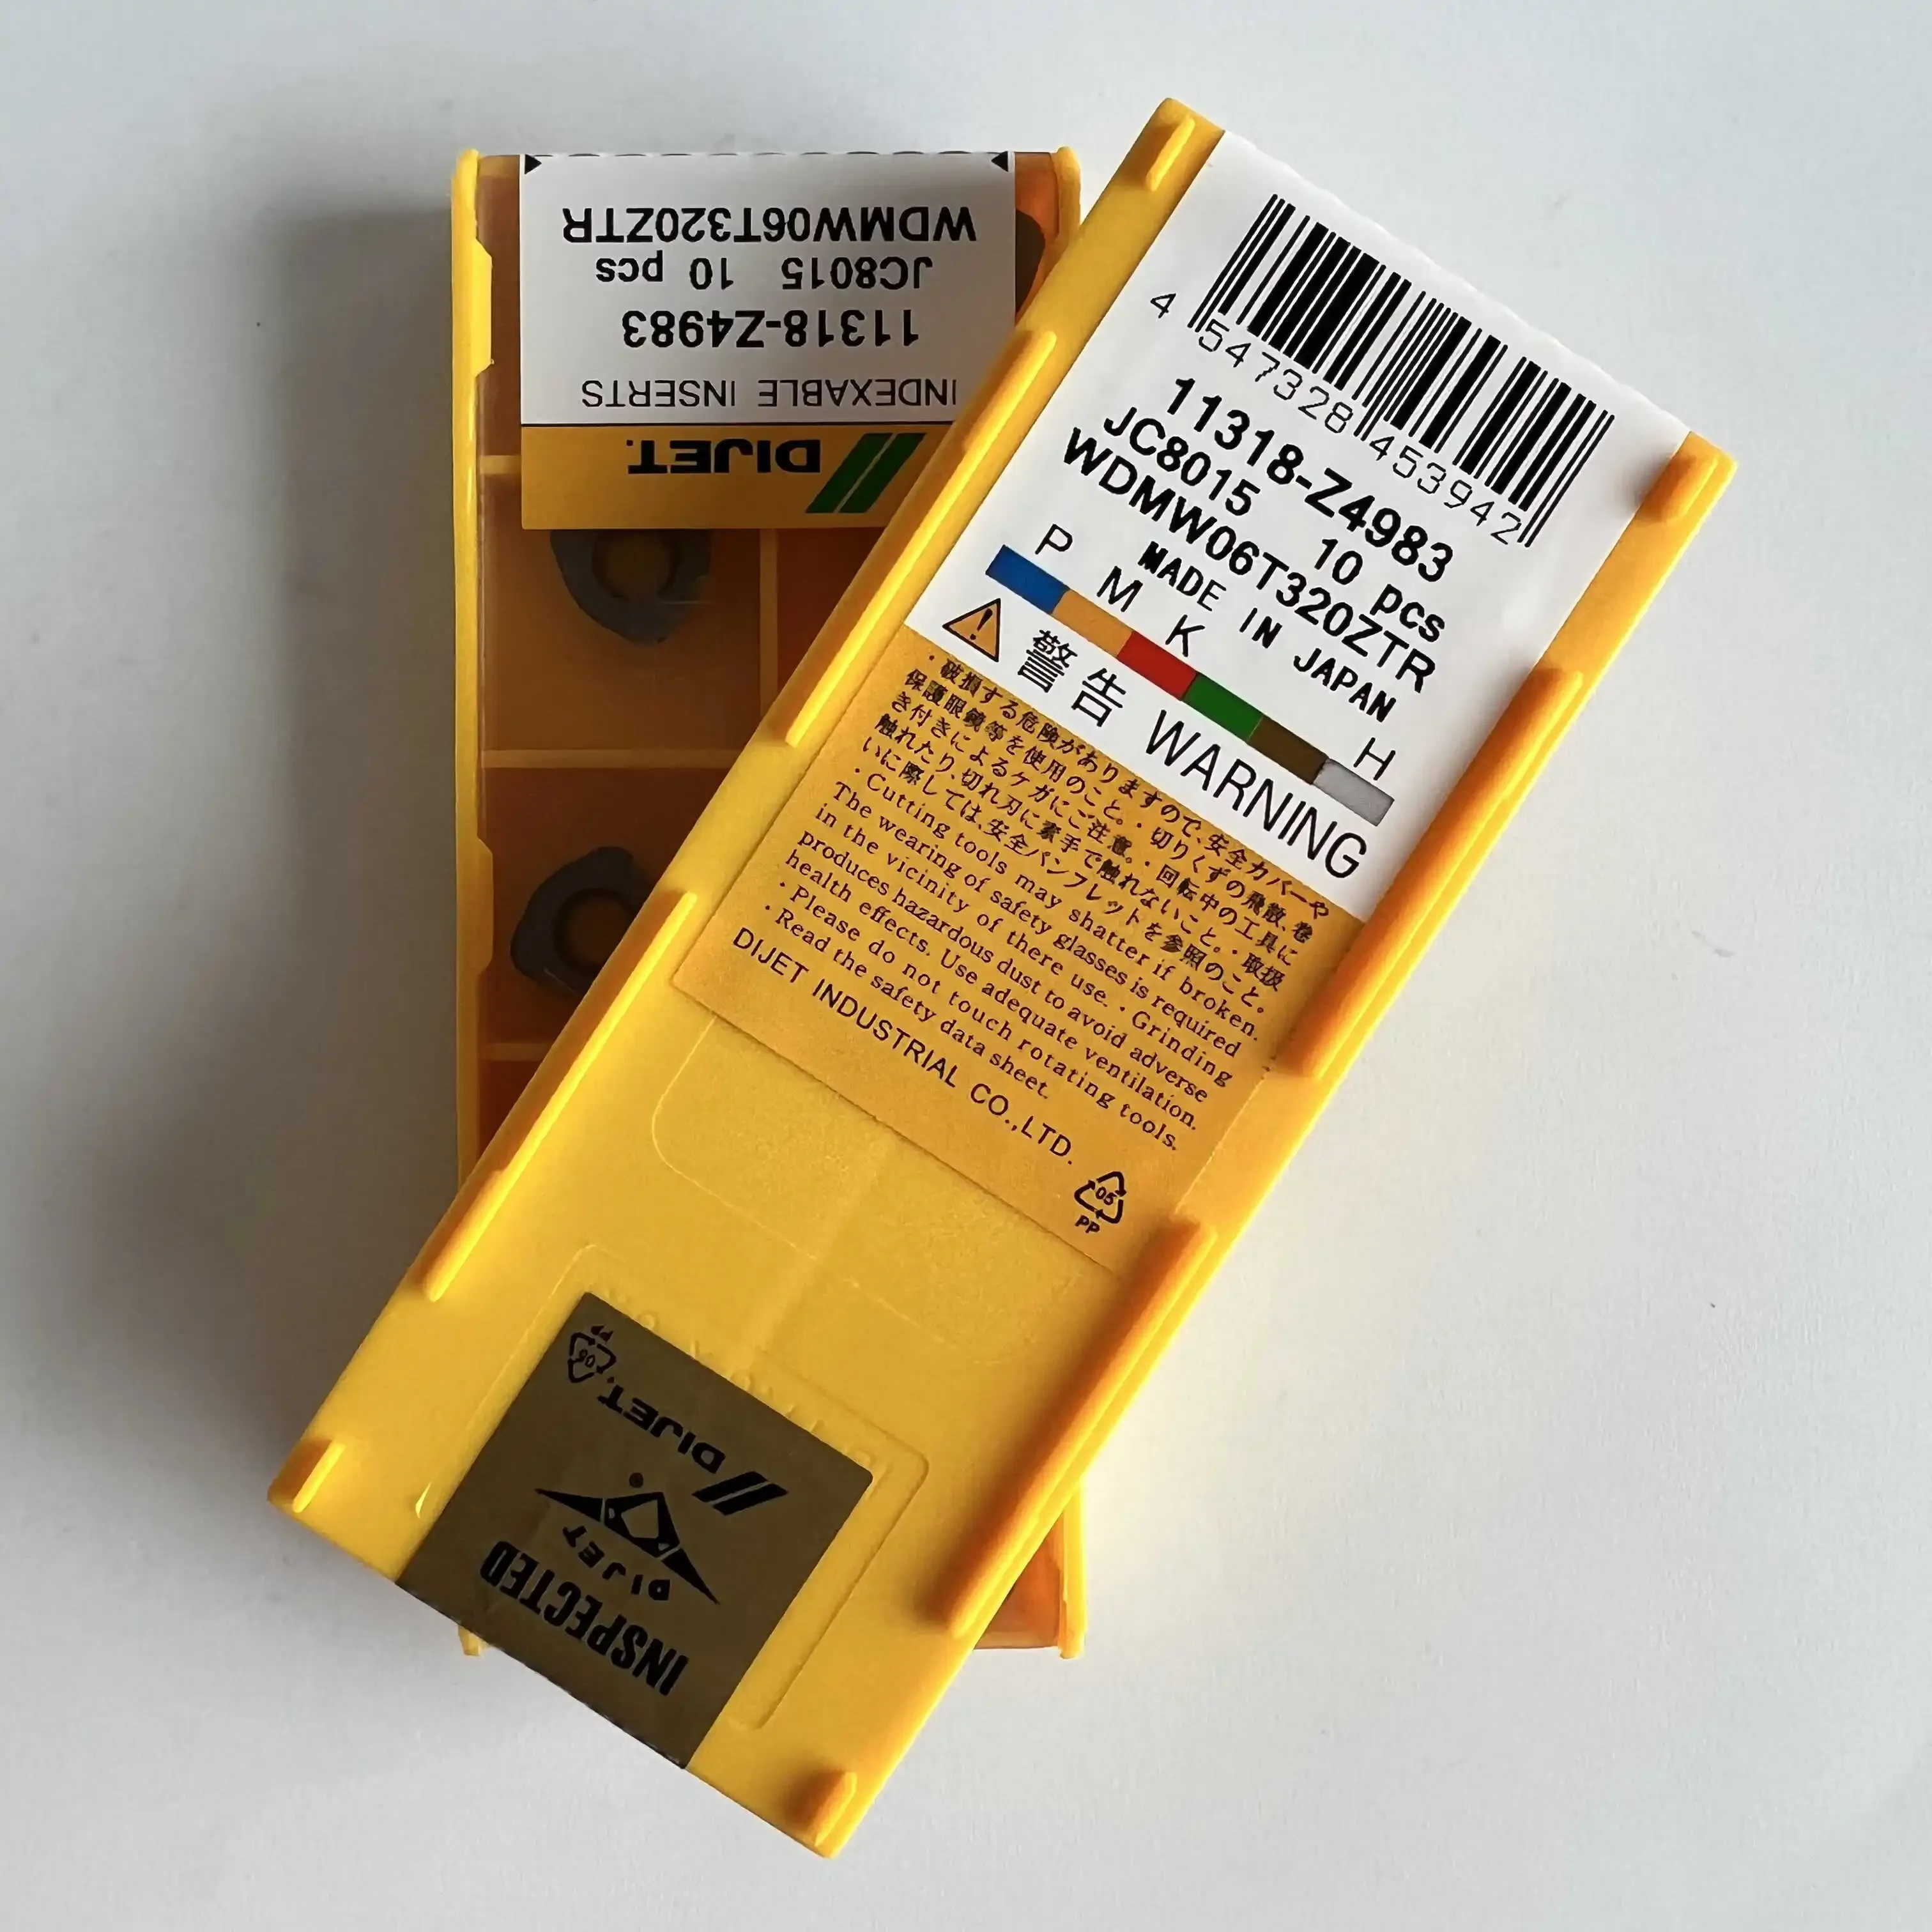 WDMW06T320ZTR
JC8015 10 pcs
11318-Z4983
INDEXABLE INSERTS
DIJET.
4 547328 453942
11318-Z4983
JC8015 10 pcs
WDMW06T320ZTR
MADE IN JAPAN
P M K H
警告 WARNING
・破損する危険がありますので、安全カバーや
保護眼鏡等を使用のこと。・切りくずの飛散、巻
き付きによるケガにご注意。・回転中の工具に
触れたり、切れ刃に素手で触れないこと。・取扱
いに際しては、安全パンフレットを参照のこと。
・Cutting tools may shatter if broken.
The wearing of safety glasses is required
in the vicinity of there use.・Grinding
produces hazardous dust to avoid adverse
health effects. Use adequate ventilation.
・Please do not touch rotating tools.
・Read the safety data sheet.
DIJET INDUSTRIAL CO.,LTD.
05
PP
INSPECTED
DIJET
DIJET.
05
PP